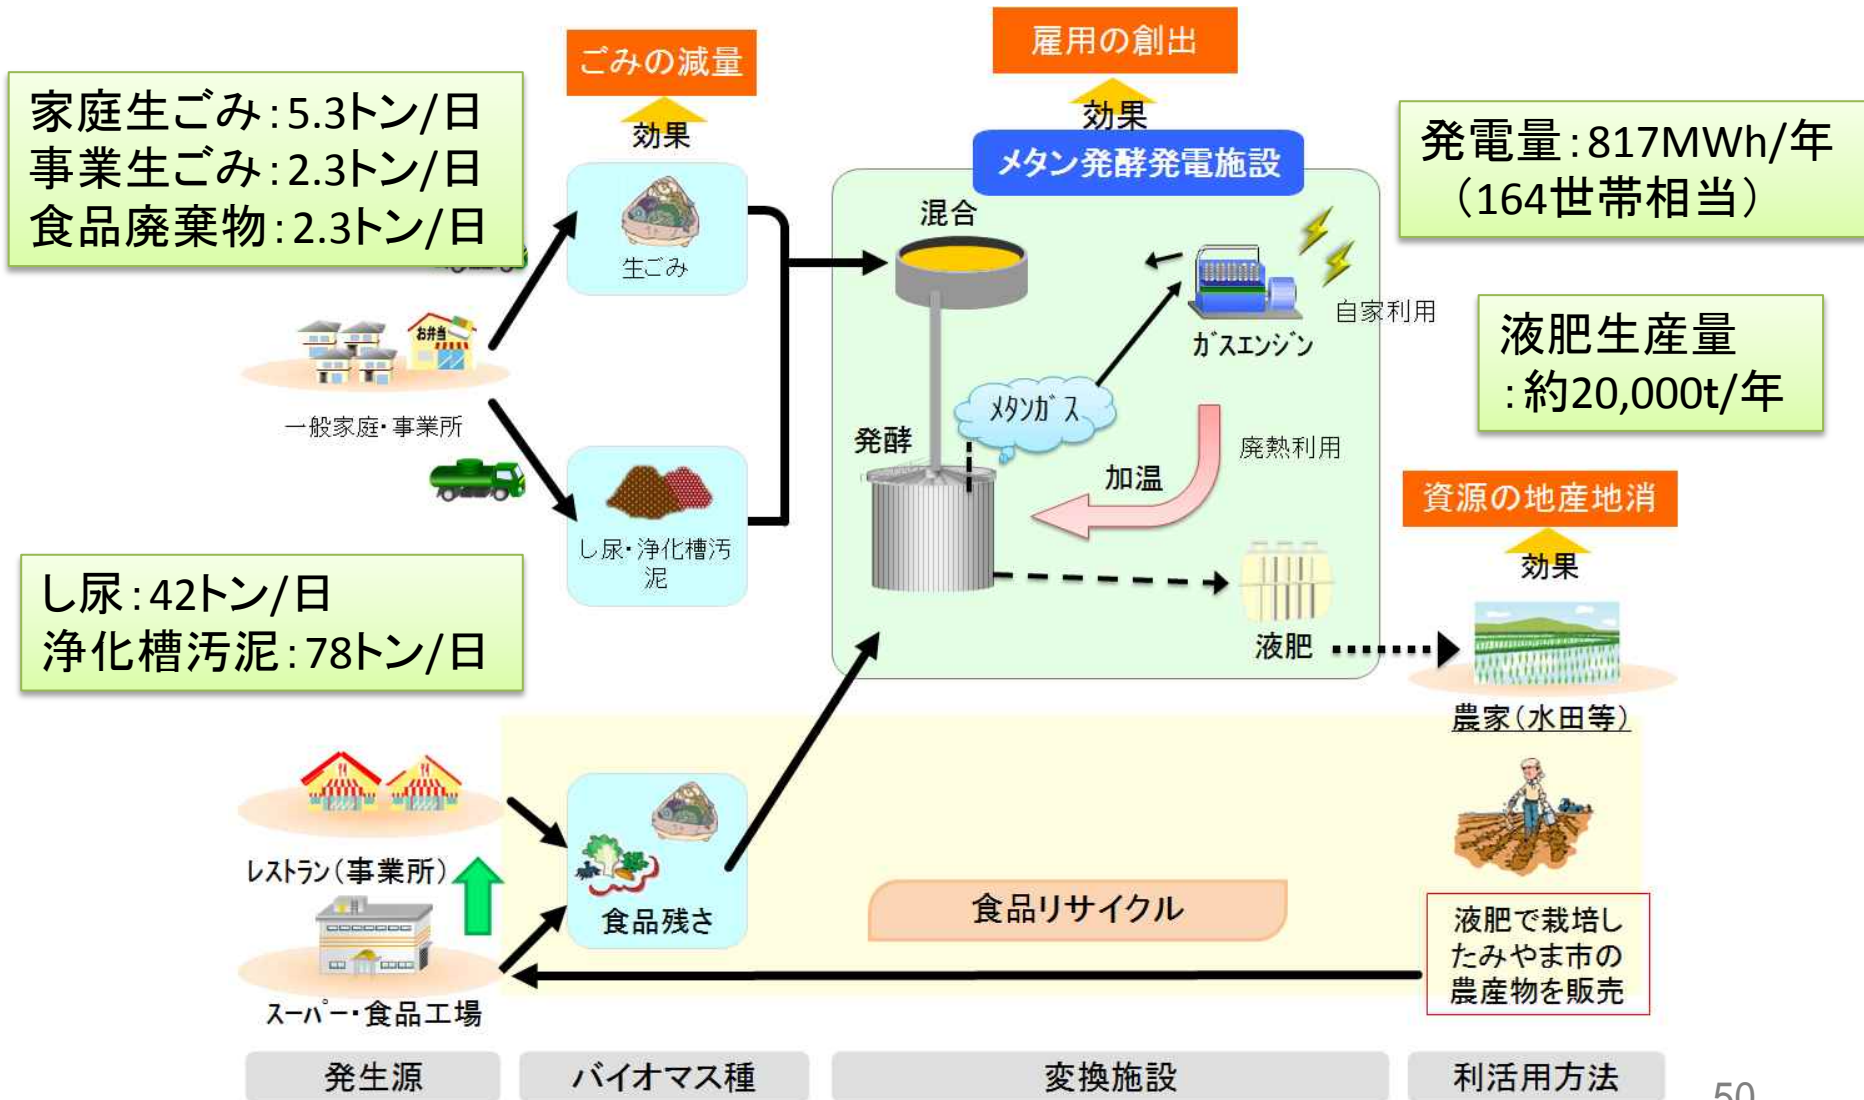 ごみの減量
効果
雇用の創出
効果
家庭生ごみ:5.3トン/日
事業生ごみ:2.3トン/日
食品廃棄物:2.3トン/日
発電量:817MWh/年
(164世帯相当)
メタン発酵発電施設
生ごみ
混合
自家利用
ガスエンジン
液肥生産量
:約20,000t/年
お弁当
一般家庭・事業所
メタンガス
発酵
廃熱利用
加温
資源の地産地消
効果
し尿・浄化槽汚
泥
し尿:42トン/日
浄化槽汚泥:78トン/日
液肥
農家(水田等)
レストラン(事業所)
食品残さ
食品リサイクル
液肥で栽培し
たみやま市の
農産物を販売
スーパー・食品工場
発生源
バイオマス種
変換施設
利活用方法
50